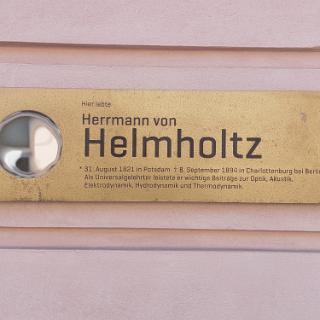 Hier lebte
Herrmann von
Helmholtz
* 31. August 1821 in Potsdam † 8. September 1894 in Charlottenburg bei Berlin
Als Universalgelehrter leistete er wichtige Beiträge zur Optik, Akustik,
Elektrodynamik, Hydrodynamik und Thermodynamik.